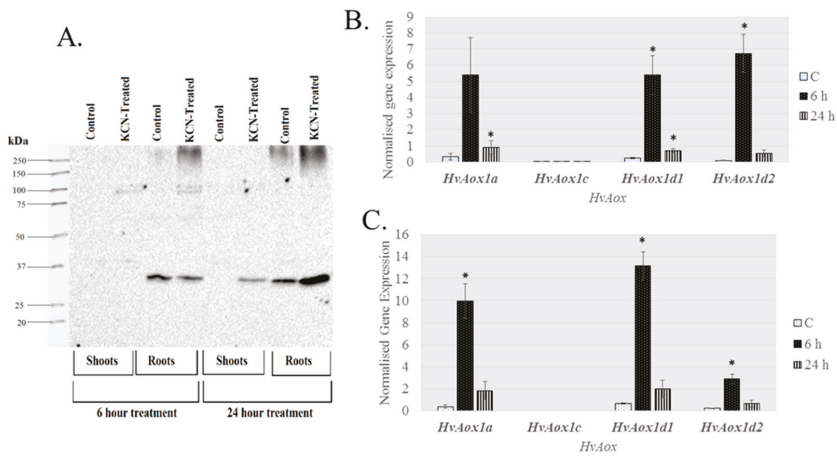 A.
Control
KCN-Treated
Control
KCN-Treated
Control
KCN-Treated
Control
KCN-Treated
kDa
250
150
100
75
50
37
25
20
Shoots
Roots
Shoots
Roots
6 hour treatment
24 hour treatment
B.
Normalised gene expression
9
8
7
6
5
4
3
2
1
0
*
*
*
*
HvAox1a
HvAox1c
HvAox1d1
HvAox1d2
HvAox
C
6 h
24 h
C.
Normalised Gene Expression
16
14
12
10
8
6
4
2
0
*
*
*
HvAox1a
HvAox1c
HvAox1d1
HvAox1d2
HvAox
C
6 h
24 h